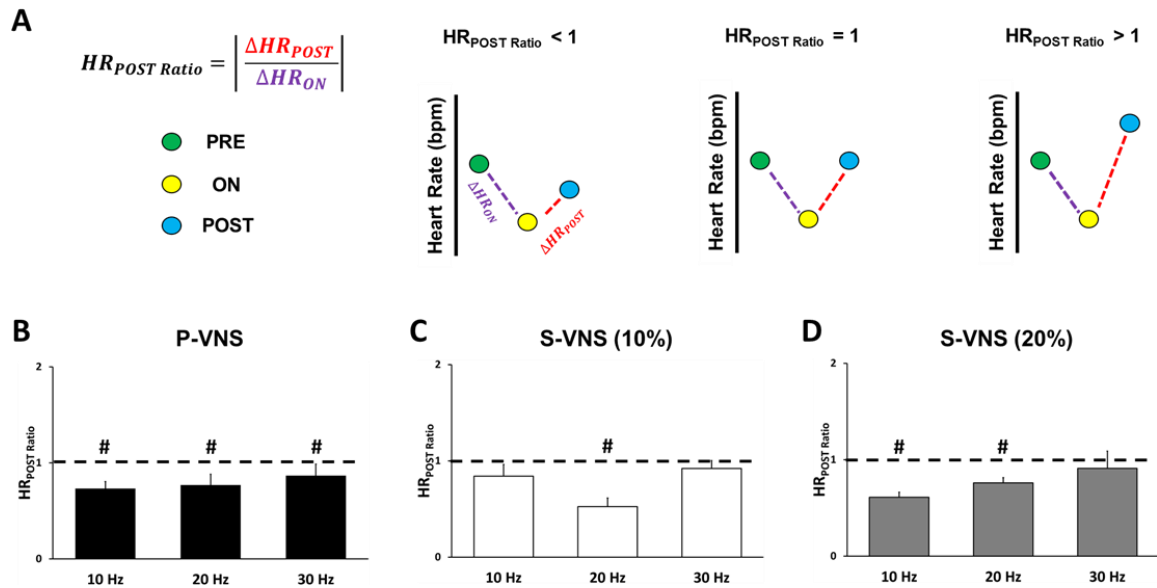 A
HR_POST Ratio = |ΔHR_POST / ΔHR_ON|
PRE
ON
POST
HR_POST Ratio < 1
Heart Rate (bpm)
ΔHR_ON
ΔHR_POST
HR_POST Ratio = 1
Heart Rate (bpm)
HR_POST Ratio > 1
Heart Rate (bpm)
B
P-VNS
HR_POST Ratio
2
1
0
# # #
10 Hz 20 Hz 30 Hz
C
S-VNS (10%)
HR_POST Ratio
2
1
0
#
10 Hz 20 Hz 30 Hz
D
S-VNS (20%)
HR_POST Ratio
2
1
0
# #
10 Hz 20 Hz 30 Hz